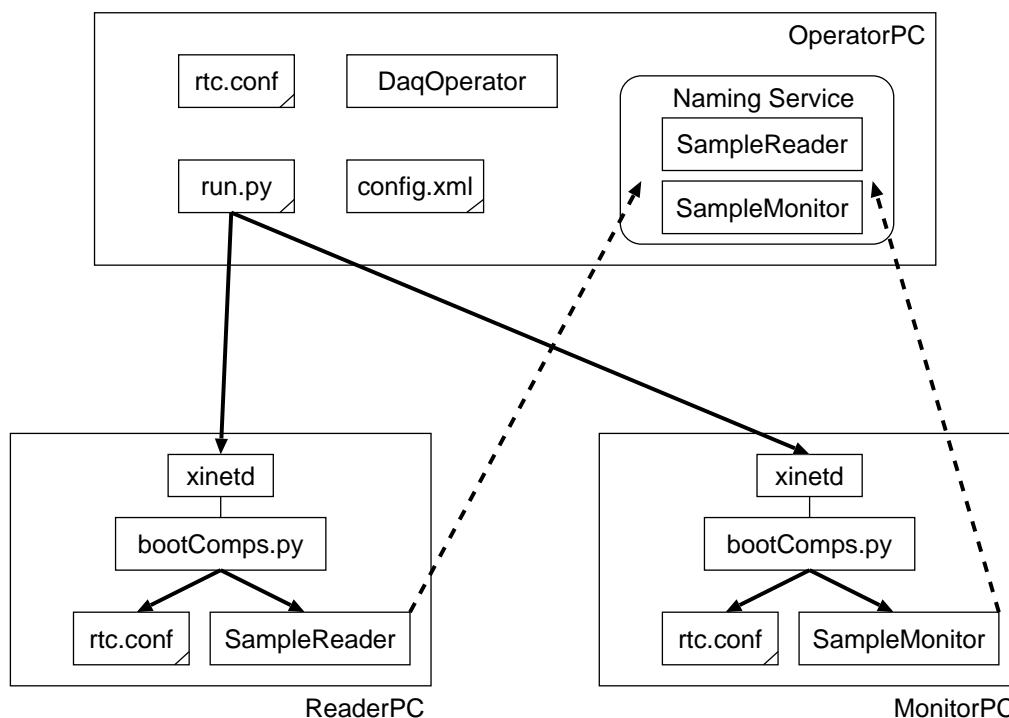 OperatorPC
rtc.conf
DaqOperator
Naming Service
SampleReader
run.py
config.xml
SampleMonitor
xinetd
bootComps.py
rtc.conf
SampleReader
ReaderPC
xinetd
bootComps.py
rtc.conf
SampleMonitor
MonitorPC